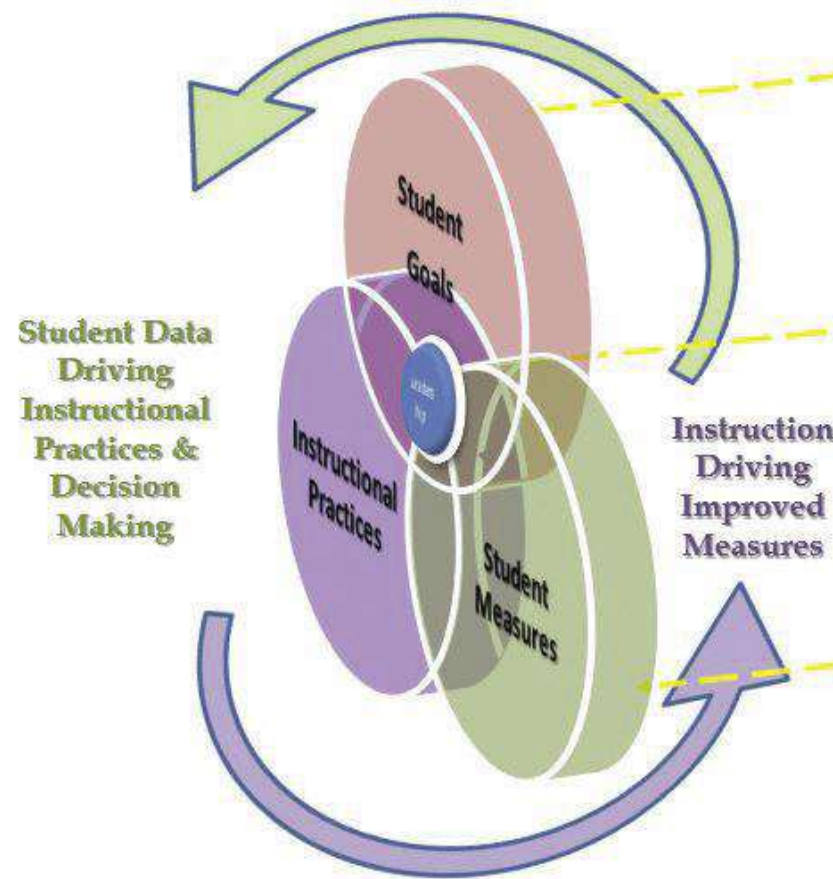 Student
Goals
Student Data
Driving
Instructional
Practices &
Decision
Making
Instructional
Practices
Student
Measures
Instruction
Driving
Improved
Measures